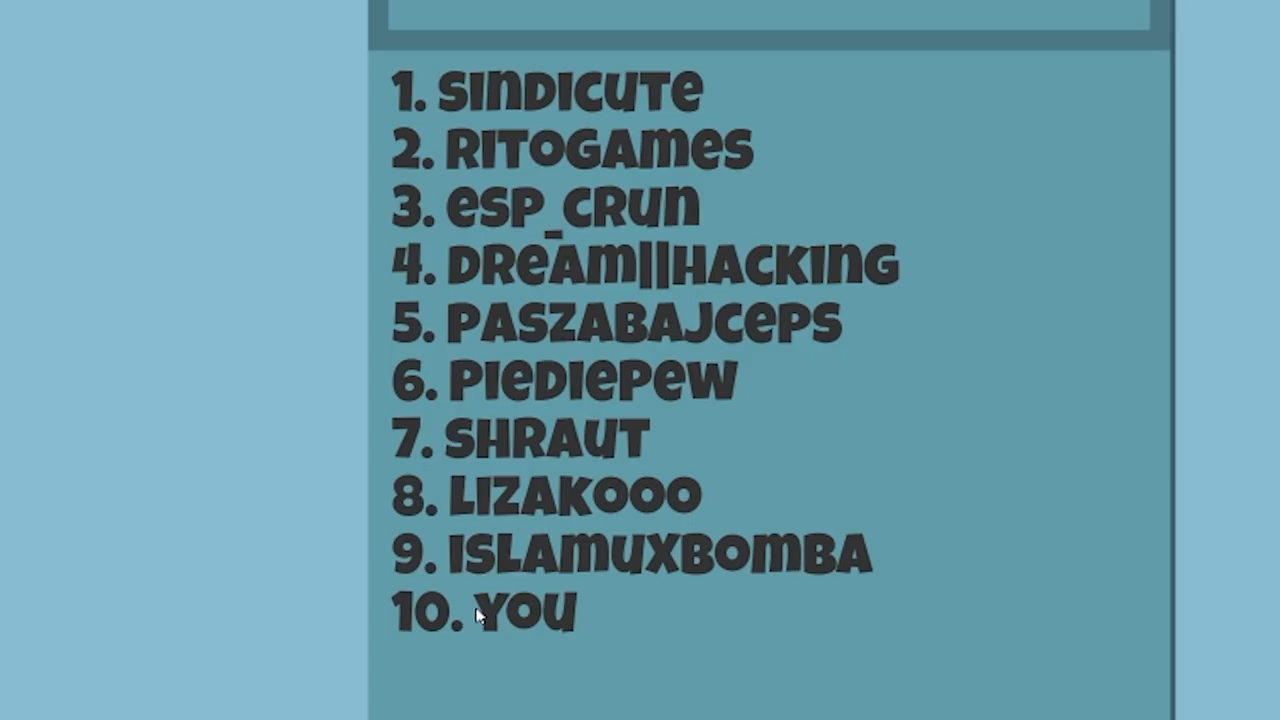 1. sindicute
2. RITOGAmes
3. esp_crun
4. DReam||HACKING
5. PASZABAJCePS
6. PIeDIePeW
7. SHRAuT
8. LIZAKOOO
9. ISLAmuXBomBA
10. You